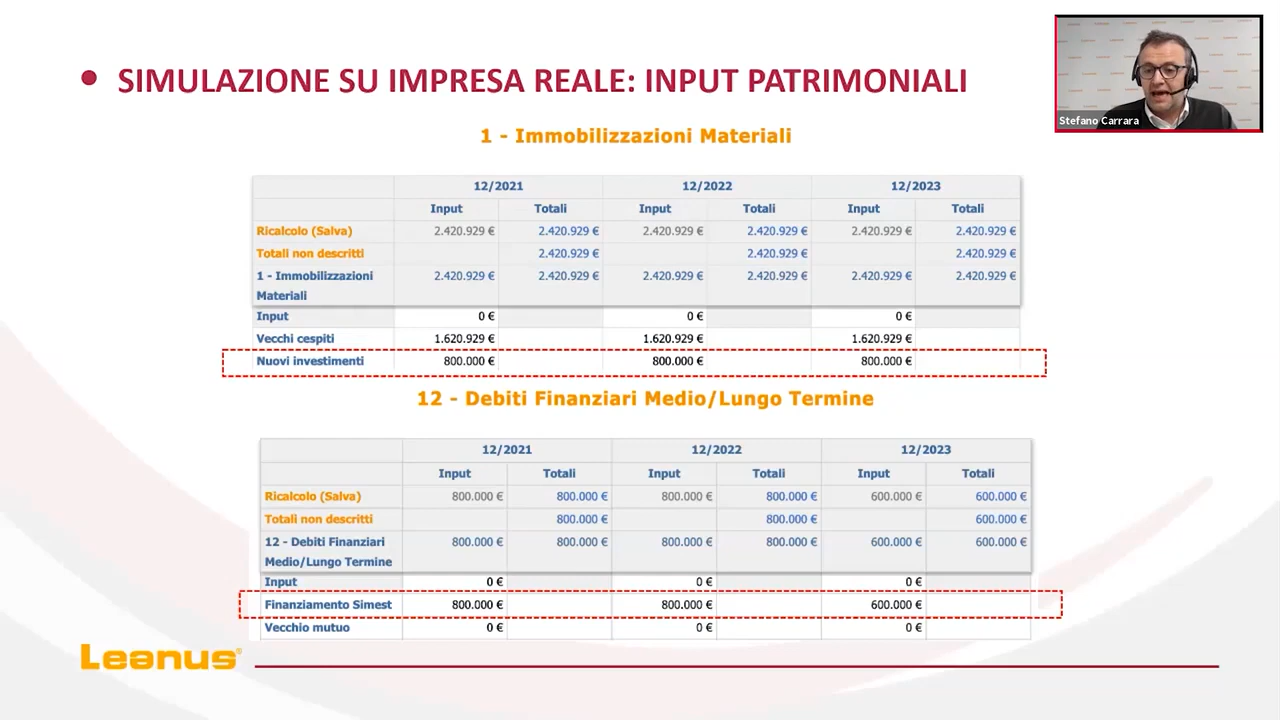 SIMULAZIONE SU IMPRESA REALE: INPUT PATRIMONIALI
Stefano Carrara
1 - Immobilizzazioni Materiali
12/2021 12/2022 12/2023
Input Totali Input Totali Input Totali
Ricalcolo (Salva) 2.420.929 € 2.420.929 € 2.420.929 € 2.420.929 € 2.420.929 € 2.420.929 €
Totali non descritti 2.420.929 € 2.420.929 € 2.420.929 €
1 - Immobilizzazioni 2.420.929 € 2.420.929 € 2.420.929 € 2.420.929 € 2.420.929 € 2.420.929 €
Materiali
Input 0 € 0 € 0 €
Vecchi cespiti 1.620.929 € 1.620.929 € 1.620.929 €
Nuovi investimenti 800.000 € 800.000 € 800.000 €
12 - Debiti Finanziari Medio/Lungo Termine
12/2021 12/2022 12/2023
Input Totali Input Totali Input Totali
Ricalcolo (Salva) 800.000 € 800.000 € 800.000 € 800.000 € 600.000 € 600.000 €
Totali non descritti 800.000 € 800.000 € 600.000 €
12 - Debiti Finanziari 800.000 € 800.000 € 800.000 € 800.000 € 600.000 € 600.000 €
Medio/Lungo Termine
Input 0 € 0 € 0 €
Finanziamento Simest 800.000 € 800.000 € 600.000 €
Vecchio mutuo 0 € 0 € 0 €
Leanus®